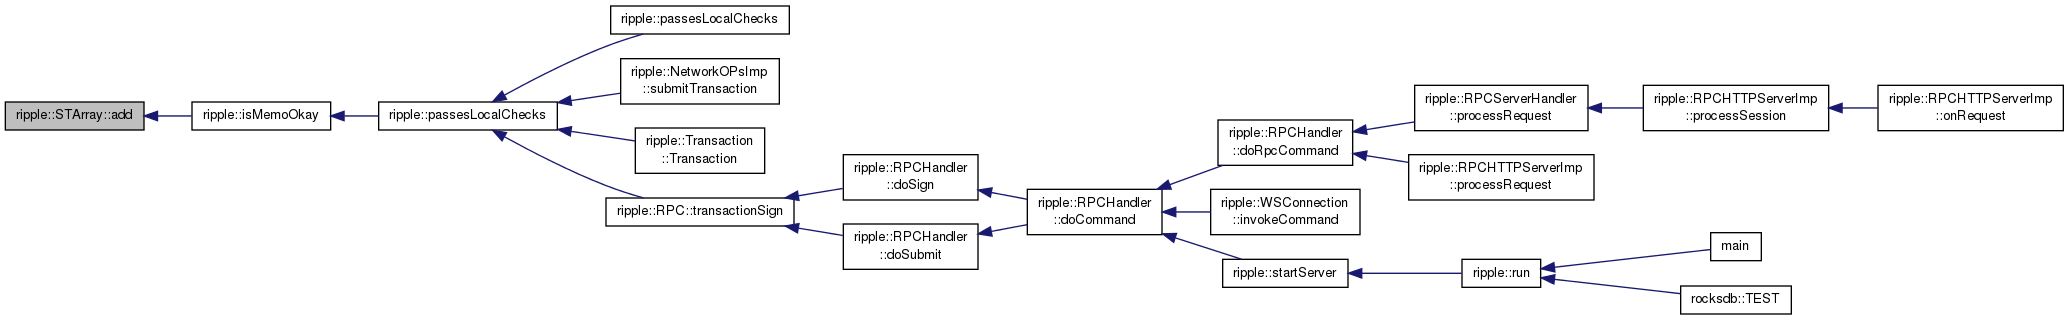 ripple::STArray::add
ripple::isMemoOkay
ripple::passesLocalChecks
ripple::passesLocalChecks
ripple::NetworkOPsImp
::submitTransaction
ripple::Transaction
::Transaction
ripple::RPC::transactionSign
ripple::RPCHandler
::doSign
ripple::RPCHandler
::doSubmit
ripple::RPCHandler
::doCommand
ripple::RPCHandler
::doRpcCommand
ripple::WSConnection
::invokeCommand
ripple::startServer
ripple::RPCServerHandler
::processRequest
ripple::RPCHTTPServerImp
::processRequest
ripple::RPCHTTPServerImp
::processSession
ripple::RPCHTTPServerImp
::onRequest
ripple::run
main
rocksdb::TEST